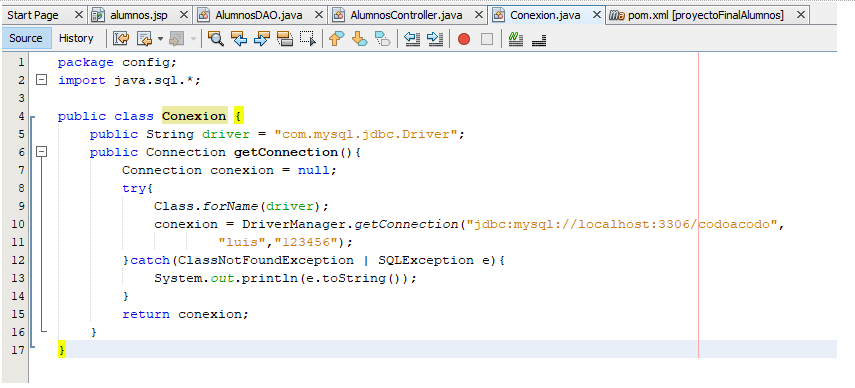 Start Page alumnos.jsp AlumnosDAO.java AlumnosController.java Conexion.java pom.xml [proyectoFinalAlumnos]
Source History
1 package config;
2 import java.sql.*;
3
4 public class Conexion {
5 public String driver = "com.mysql.jdbc.Driver";
6 public Connection getConnection(){
7 Connection conexion = null;
8 try{
9 Class.forName(driver);
10 conexion = DriverManager.getConnection("jdbc:mysql://localhost:3306/codoacodo",
11 "luis","123456");
12 }catch(ClassNotFoundException | SQLException e){
13 System.out.println(e.toString());
14 }
15 return conexion;
16 }
17 }